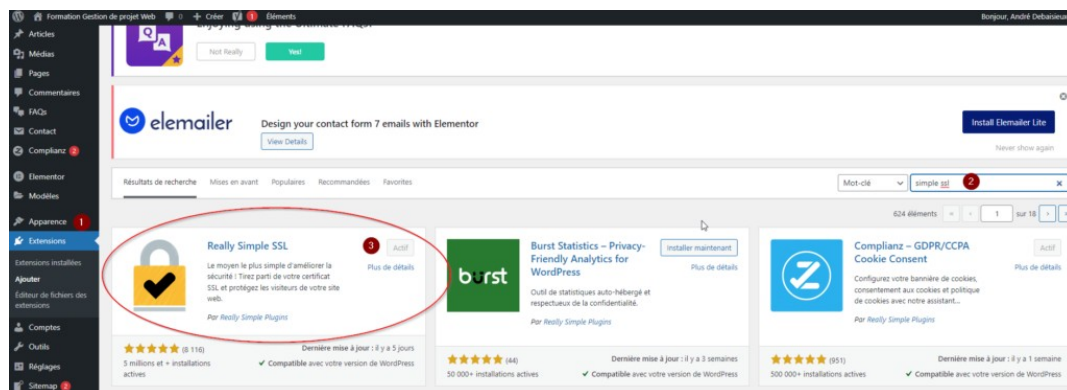 Formation Gestion de projet Web 0 + Créer 1 Éléments Bonjour, André Debaisieux
Articles
Médias
Pages
Commentaires
FAQs
Contact
Complianz 2
Elementor
Modèles
Apparence 1
Extensions
Extensions installées
Ajouter
Éditeur de fichiers des
extensions
Comptes
Outils
Réglages
Sitemap 2
Enjoying using the Ultimate FAQs?
Q
A
Not Really Yes!
elemailer
Design your contact form 7 emails with Elementor
View Details
Install Elemailer Lite
Never show again
Résultats de recherche Mises en avant Populaires Recommandées Favorites
Mot-clé simple ssl 2
624 éléments « ‹ 1 sur 18 ›
Really Simple SSL
3 Actif
Plus de détails
Le moyen le plus simple d'améliorer la
sécurité ! Tirez parti de votre certificat
SSL et protégez les visiteurs de votre site
web.
Par Really Simple Plugins
(8 116)
5 millions et + installations
actives
Dernière mise à jour : il y a 5 jours
Compatible avec votre version de WordPress
burst
Burst Statistics – Privacy-
Friendly Analytics for
WordPress
Installer maintenant
Plus de détails
Outil de statistiques auto-hébergé et
respectueux de la confidentialité.
Par Really Simple Plugins
(44)
50 000+ installations actives
Dernière mise à jour : il y a 3 semaines
Compatible avec votre version de WordPress
Complianz – GDPR/CCPA
Cookie Consent
Actif
Plus de détails
Configurez votre bannière de cookies,
consentement aux cookies et politique
de cookies avec notre assistant...
Par Really Simple Plugins
(951)
500 000+ installations actives
Dernière mise à jour : il y a 1 semaine
Compatible avec votre version de WordPress